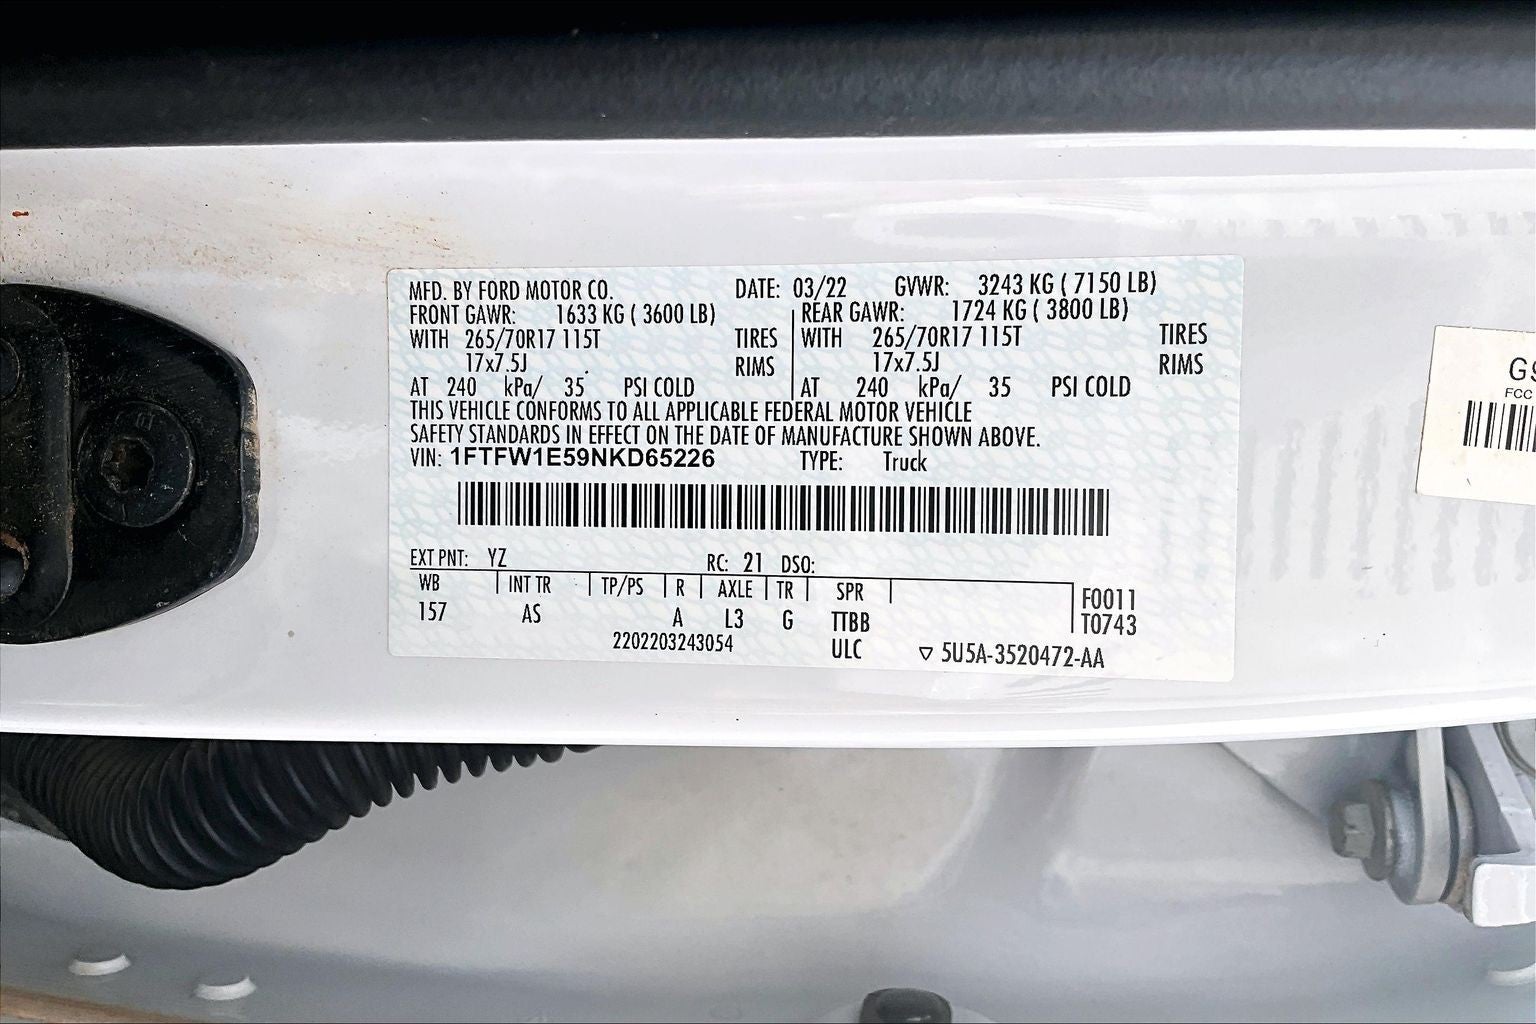 MFD. BY FORD MOTOR CO. DATE: 03/22 GVWR: 3243 KG ( 7150 LB)
FRONT GAWR: 1633 KG ( 3600 LB) REAR GAWR: 1724 KG ( 3800 LB)
WITH 265/70R17 115T TIRES WITH 265/70R17 115T TIRES
17x7.5J RIMS 17x7.5J RIMS
AT 240 kPa/ 35 PSI COLD AT 240 kPa/ 35 PSI COLD
THIS VEHICLE CONFORMS TO ALL APPLICABLE FEDERAL MOTOR VEHICLE
SAFETY STANDARDS IN EFFECT ON THE DATE OF MANUFACTURE SHOWN ABOVE.
VIN: 1FTFW1E59NKD65226 TYPE: Truck
EXT PNT: YZ RC: 21 DSO:
WB INT TR TP/PS R AXLE TR SPR F0011
157 AS A L3 G TTBB T0743
2202203243054 ULC ▽ 5U5A-3520472-AA
FCC